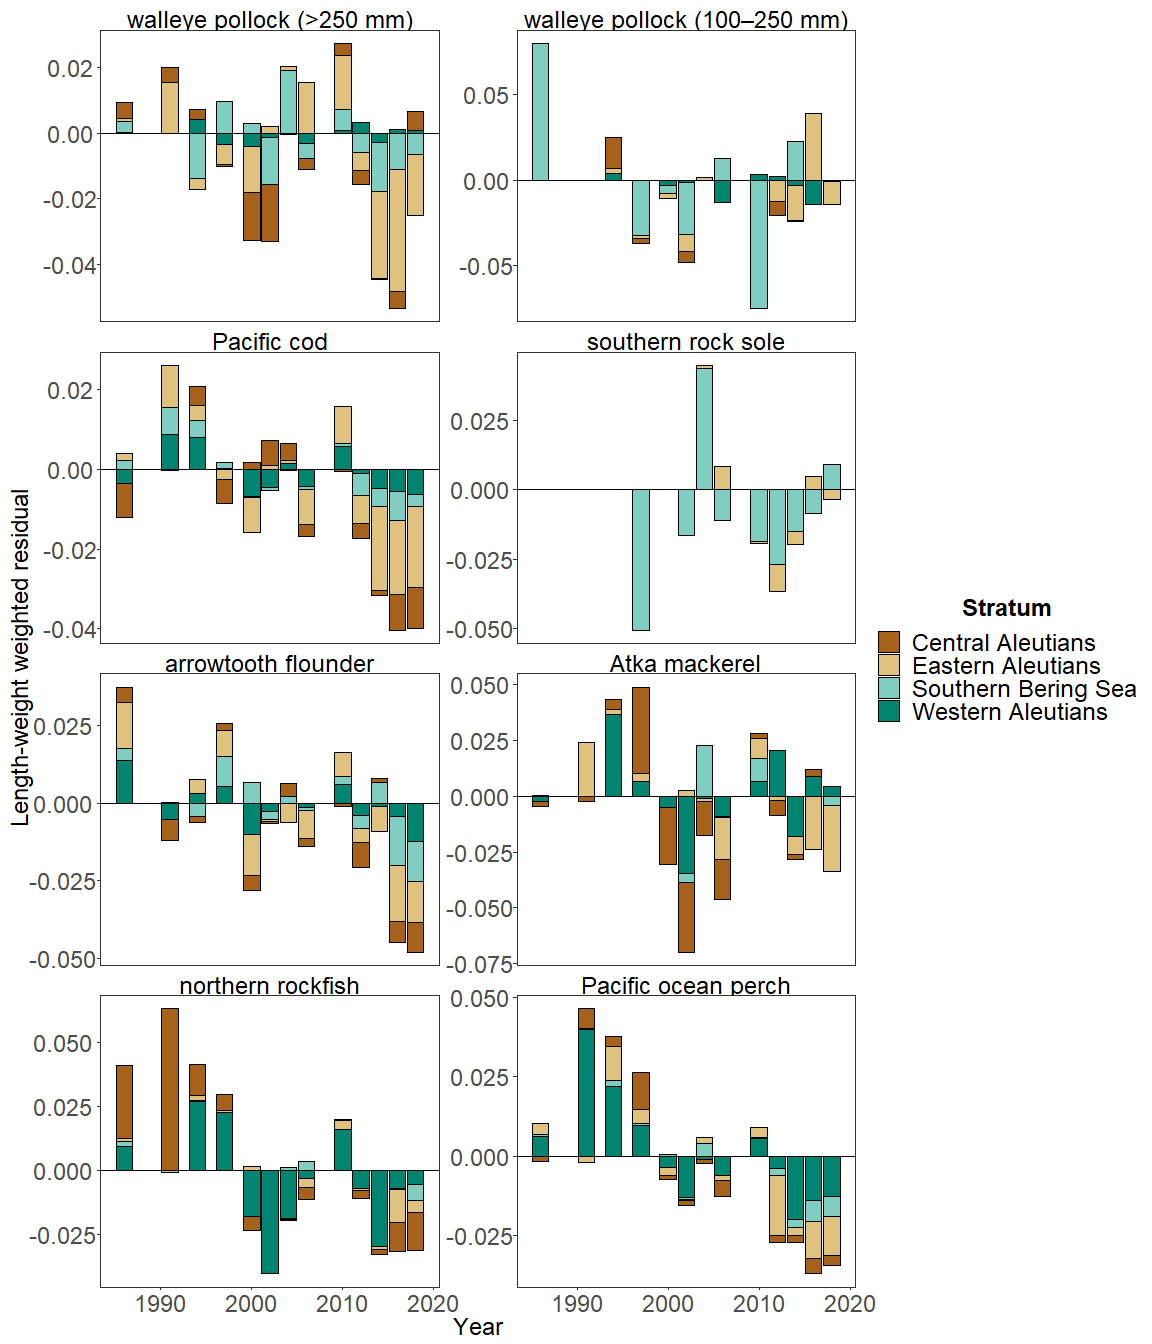 walleye pollock (>250 mm)
walleye pollock (100–250 mm)
0.02
0.00
-0.02
-0.04
0.05
0.00
-0.05
Pacific cod
southern rock sole
0.02
0.00
-0.02
-0.04
0.025
0.000
-0.025
-0.050
Length-weight weighted residual
arrowtooth flounder
Atka mackerel
0.025
0.000
-0.025
-0.050
0.050
0.025
0.000
-0.025
-0.050
-0.075
northern rockfish
Pacific ocean perch
0.050
0.025
0.000
-0.025
0.050
0.025
0.000
-0.025
1990 2000 2010 2020
1990 2000 2010 2020
Year
Stratum
Central Aleutians
Eastern Aleutians
Southern Bering Sea
Western Aleutians